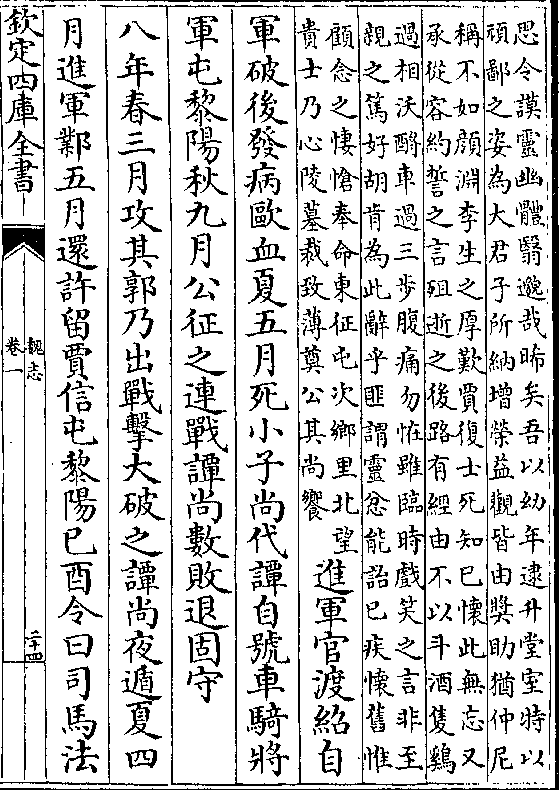 思令謨靈幽體翳邈哉晞矣吾以幼年逮升堂室特以
頑鄙之姿為大君子所納增榮益觀皆由奬助猶仲尼
稱不如顔淵李生之厚歎賈復士死知已懷此無忘又
承從容約誓之言殂逝之後路有經由不以斗酒隻鷄
過相沃酹車過三步腹痛勿怪雖臨時戲笑之言非至
親之篤好胡肯為此辭乎匪謂靈忿能詒已疾懷舊惟
顧念之悽愴奉命東征屯次鄉里北望
貴士乃心陵墓裁致薄奠公其尚饗
進軍官渡紹自
軍破後發病歐血夏五月死小子尚代譚自號車騎將
軍屯黎陽秋九月公征之連戰譚尚數敗退固守
八年春三月攻其郭乃出戰擊大破之譚尚夜遁夏四
月進軍鄴五月還許留賈信屯黎陽已酉令曰司馬法
欽定四庫全書
魏志
卷一
二十四